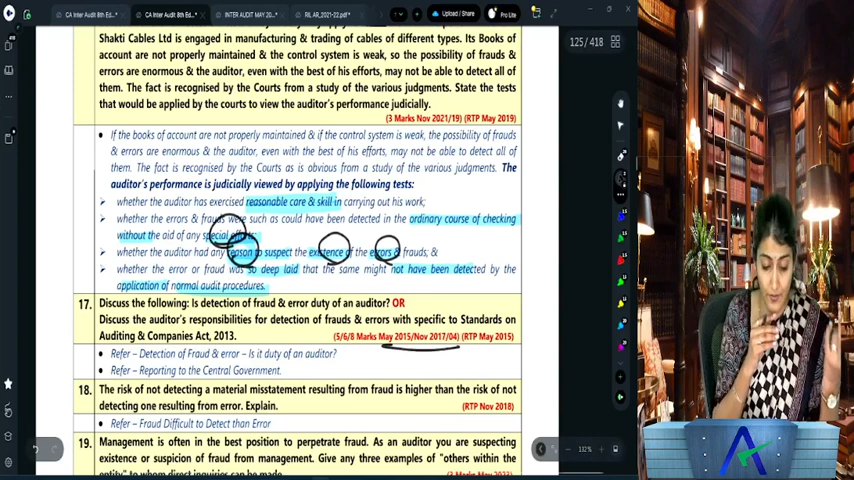 CA Inter Audit 8th Ed...
CA Inter Audit 8th Ed...
INTER AUDIT MAY 20...
RIL AR_2021-22.pdf*
Upload / Share
Pro Lite
125/418
Shakti Cables Ltd is engaged in manufacturing & trading of cables of different types. Its Books of
account are not properly maintained & the control system is weak, so the possibility of frauds &
errors are enormous & the auditor, even with the best of his efforts, may not be able to detect all of
them. The fact is recognised by the Courts from a study of the various judgments. State the tests
that would be applied by the courts to view the auditor's performance judicially.
(3 Marks Nov 2021/19) (RTP May 2019)
• If the books of account are not properly maintained & if the control system is weak, the possibility of frauds
& errors are enormous & the auditor, even with the best of his efforts, may not be able to detect all of
them. The fact is recognised by the Courts as is obvious from a study of the various judgments. The
auditor's performance is judicially viewed by applying the following tests:
➢ whether the auditor has exercised reasonable care & skill in carrying out his work;
➢ whether the errors & frauds were such as could have been detected in the ordinary course of checking
without the aid of any special efforts;
➢ whether the auditor had any reason to suspect the existence of the errors & frauds; &
➢ whether the error or fraud was so deep laid that the same might not have been detected by the
application of normal audit procedures.
17. Discuss the following: Is detection of fraud & error duty of an auditor? OR
Discuss the auditor's responsibilities for detection of frauds & errors with specific to Standards on
Auditing & Companies Act, 2013. (5/6/8 Marks May 2015/Nov 2017/04) (RTP May 2015)
• Refer – Detection of Fraud & error – Is it duty of an auditor?
• Refer – Reporting to the Central Government.
18. The risk of not detecting a material misstatement resulting from fraud is higher than the risk of not
detecting one resulting from error. Explain. (RTP Nov 2018)
• Refer – Fraud Difficult to Detect than Error
19. Management is often in the best position to perpetrate fraud. As an auditor you are suspecting
existence or suspicion of fraud from management. Give any three examples of "others within the
entity" to whom direct inquiries can be made. (3 Marks May 2023)
132%